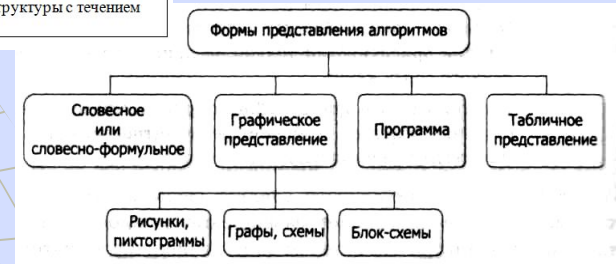 труктуры с течением
Формы представления алгоритмов
Словесное
или
словесно-формульное
Графическое
представление
Программа
Табличное
представление
Рисунки,
пиктограммы
Графы, схемы
Блок-схемы